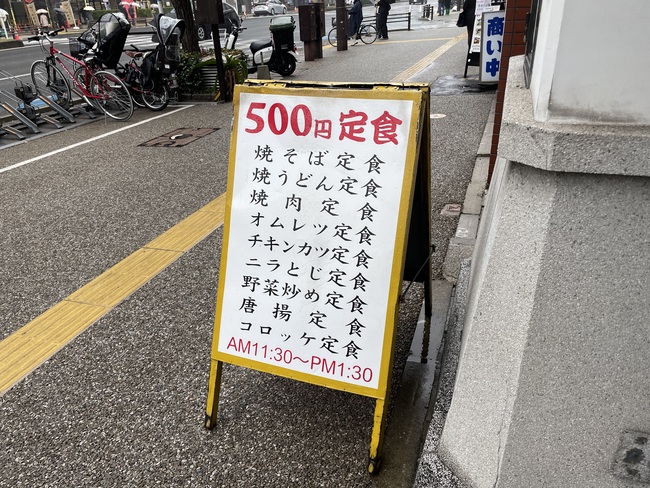 500円定食
焼そば定食
焼うどん定食
焼肉定食
オムレツ定食
チキンカツ定食
ニラとじ定食
野菜炒め定食
唐揚定食
コロッケ定食
AM11:30～PM1:30
商い中